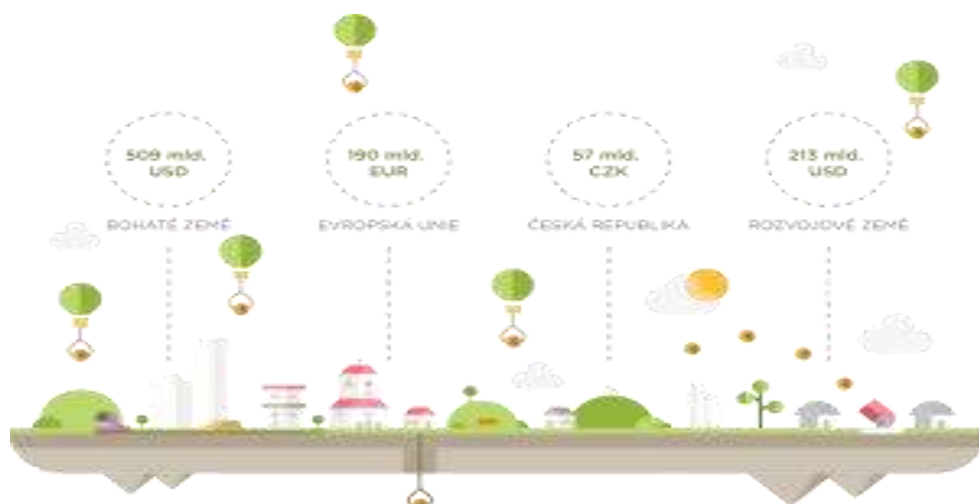 509 mld.
USD
BOHATÉ ZEMĚ
190 mld.
EUR
EVROPSKÁ UNIE
57 mld.
CZK
ČESKÁ REPUBLIKA
213 mld.
USD
ROZVOJOVÉ ZEMĚ